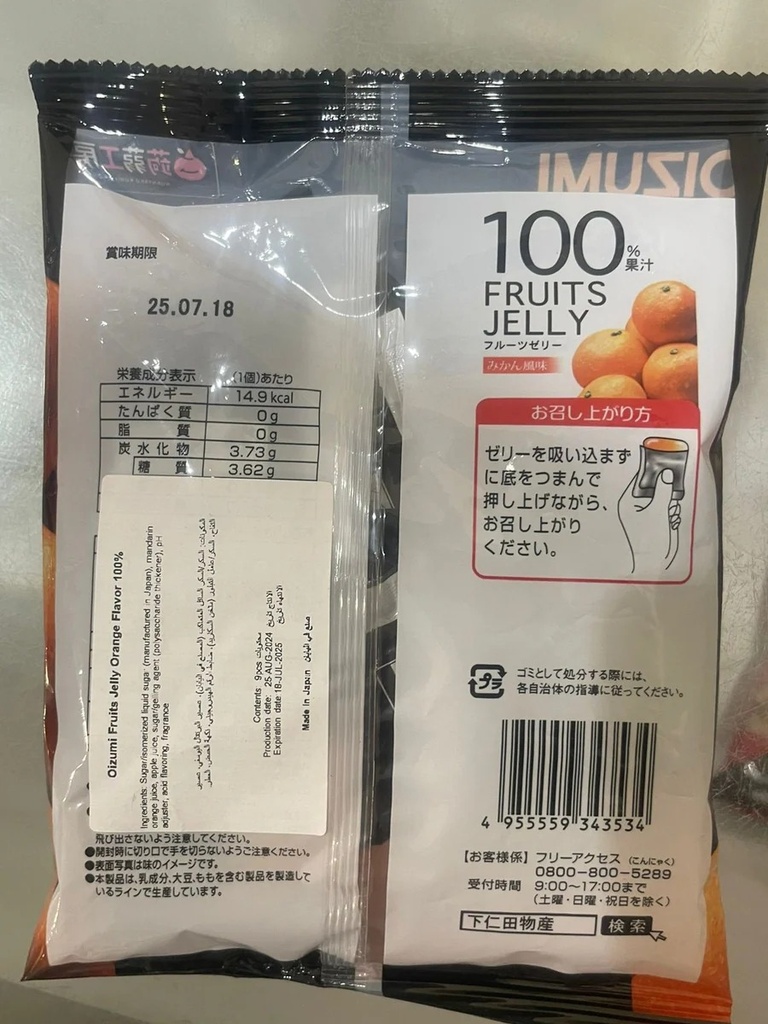 蒟蒻工房
賞味期限
25.07.18
栄養成分表示 (1個)あたり
エネルギー 14.9 kcal
たんぱく質 0g
脂質 0g
炭水化物 3.73g
糖質 3.62g
Oizumi Fruits Jelly Orange Flavor 100%
Ingredients: Sugar/isomerized liquid sugar (manufactured in Japan), mandarin
orange juice, apple juice, sugar/gelling agent (polysaccharide thickener), pH
adjuster, acid flavoring, fragrance
Contents 9pcs محتويات
Production date: 25 AUG-2024 الانتاج تاريخ
Expiration date 18-JUL-2025 الانتهاء تاريخ
Made In Japan صنع في اليابان
飛び出さないよう注意してください。
●開封時に切り口で手を切らないようご注意ください。
●表面写真は味のイメージです。
●本製品は、乳成分、大豆、ももを含む製品を製造して
いるラインで生産しています。
OIZUMI
100%果汁
FRUITS
JELLY
フルーツゼリー
みかん風味
お召し上がり方
ゼリーを吸い込まず
に底をつまんで
押し上げながら、
お召し上がり
ください。
プラ
ゴミとして処分する際には、
各自治体の指導に従ってください。
4 955559 343534
【お客様係】 フリーアクセス (こんにゃく)
0800-800-5289
受付時間 9:00〜17:00まで
(土曜・日曜・祝日を除く)
下仁田物産 検索